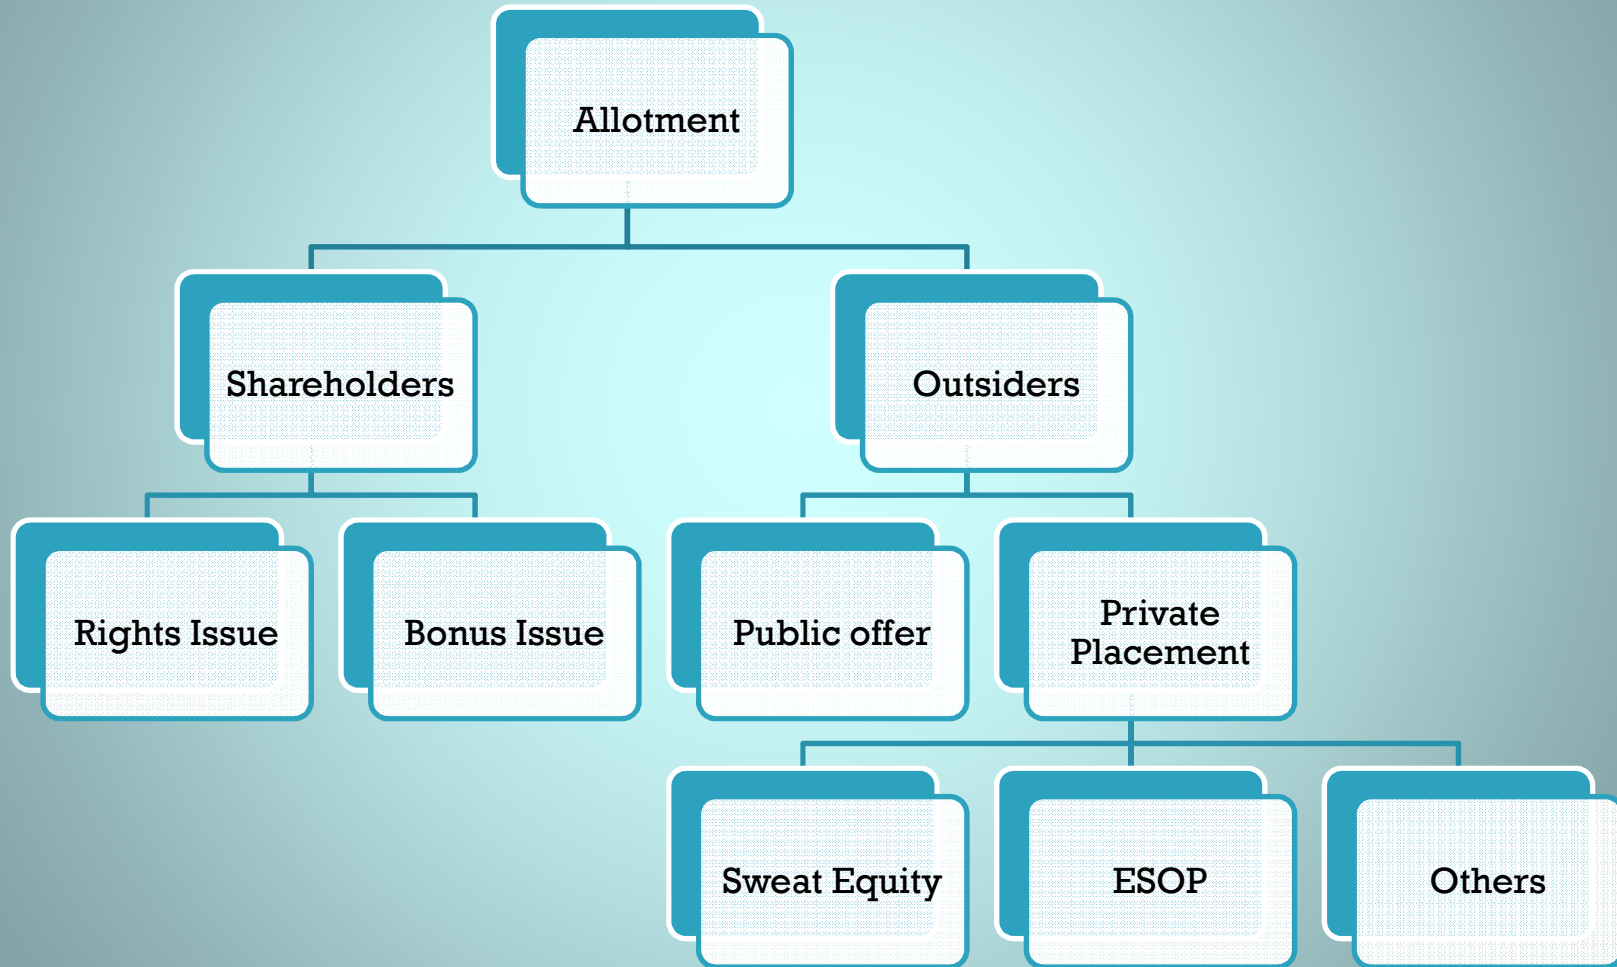 Allotment
Shareholders
Outsiders
Rights Issue
Bonus Issue
Public offer
Private
Placement
Sweat Equity
ESOP
Others